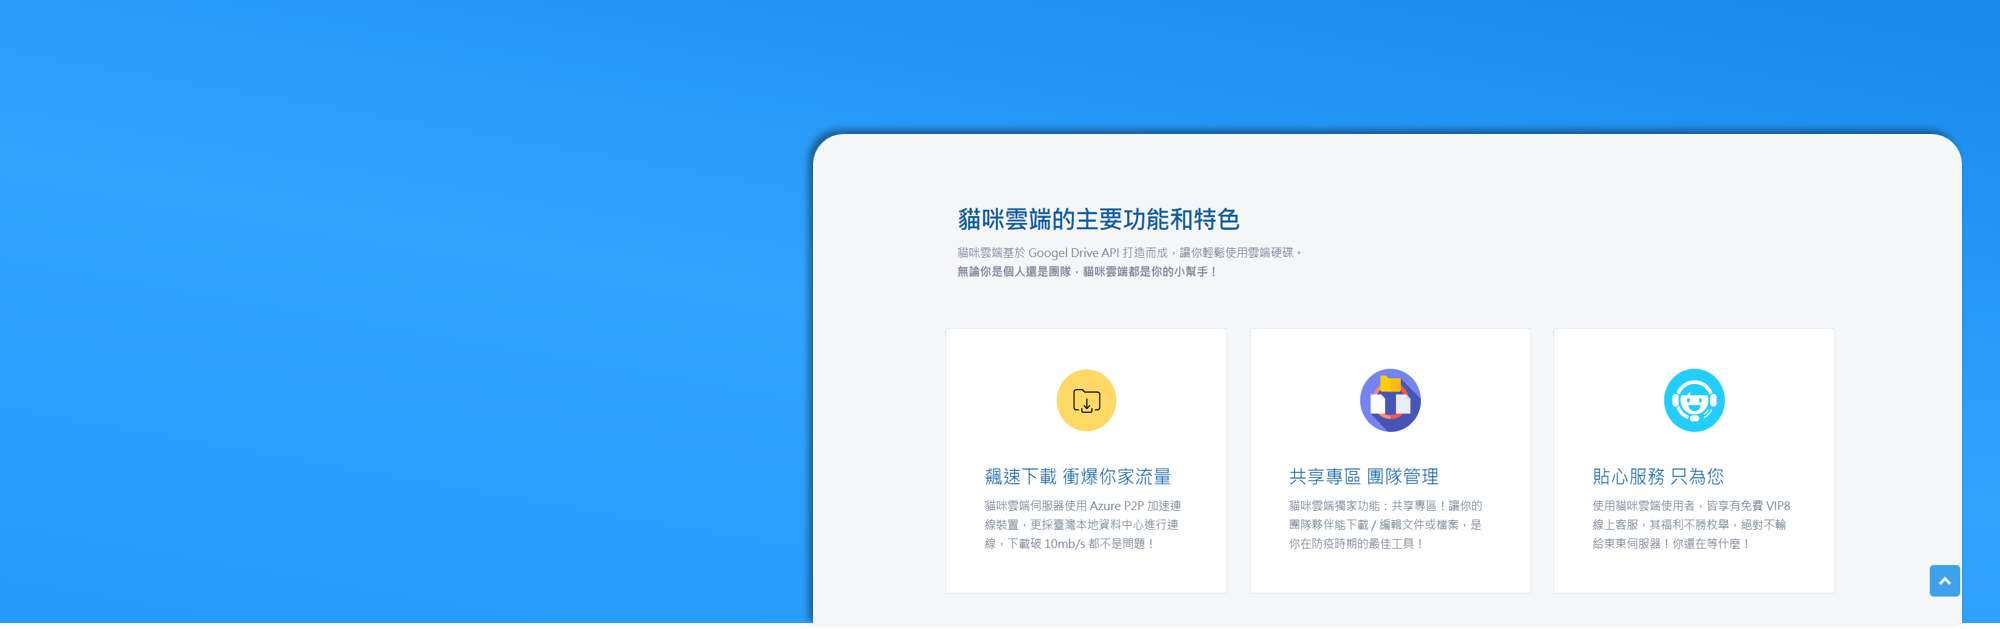 貓咪雲端的主要功能和特色
貓咪雲端基於 Googel Drive API 打造而成，讓你輕鬆使用雲端硬碟。
無論你是個人還是團隊，貓咪雲端都是你的小幫手！
飆速下載 衝爆你家流量
貓咪雲端伺服器使用 Azure P2P 加速連
線裝置，更採臺灣本地資料中心進行連
線，下載破 10mb/s 都不是問題！
共享專區 團隊管理
貓咪雲端獨家功能：共享專區！讓你的
團隊夥伴能下載 / 編輯文件或檔案，是
你在防疫時期的最佳工具！
貼心服務 只為您
使用貓咪雲端使用者，皆享有免費 VIP8
線上客服，其福利不勝枚舉，絕對不輸
給東東伺服器！你還在等什麼！